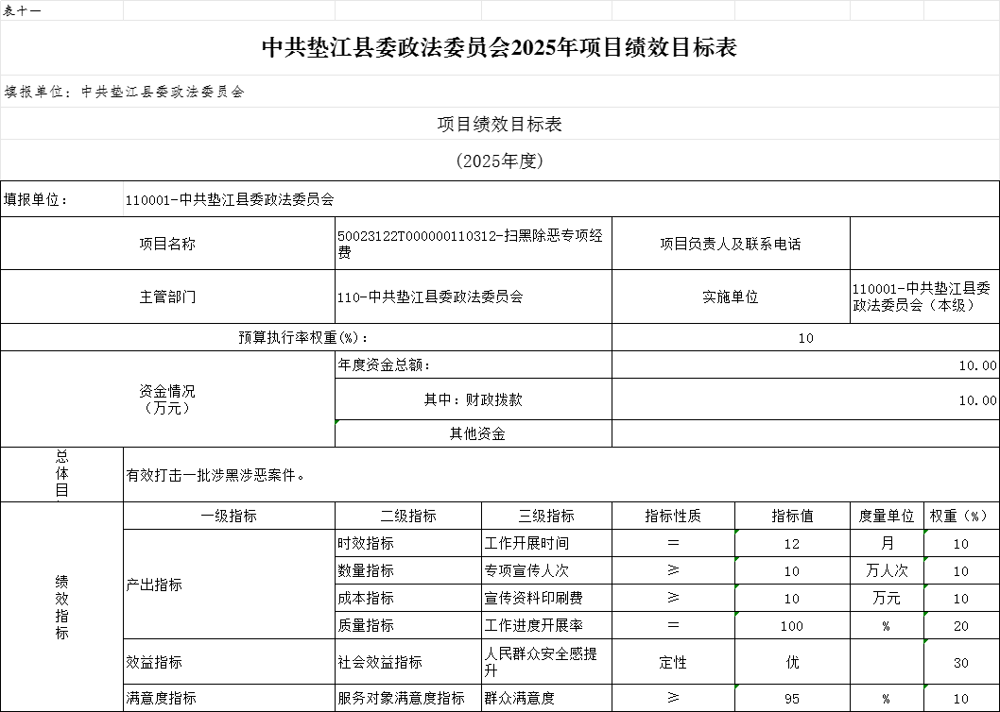 表十一
中共垫江县委政法委员会2025年项目绩效目标表
填报单位：中共垫江县委政法委员会
项目绩效目标表
(2025年度)
填报单位： 110001-中共垫江县委政法委员会
项目名称 50023122T000000110312-扫黑除恶专项经费 项目负责人及联系电话
主管部门 110-中共垫江县委政法委员会 实施单位 110001-中共垫江县委政法委员会（本级）
预算执行率权重(%)： 10
资金情况
（万元）
年度资金总额： 10.00
其中：财政拨款 10.00
其他资金
总体目 有效打击一批涉黑涉恶案件。
绩效指标
一级指标 二级指标 三级指标 指标性质 指标值 度量单位 权重（%）
产出指标
时效指标 工作开展时间 ＝ 12 月 10
数量指标 专项宣传人次 ≥ 10 万人次 10
成本指标 宣传资料印刷费 ≥ 10 万元 10
质量指标 工作进度开展率 ＝ 100 % 20
效益指标 社会效益指标 人民群众安全感提升 定性 优 30
满意度指标 服务对象满意度指标 群众满意度 ≥ 95 % 10